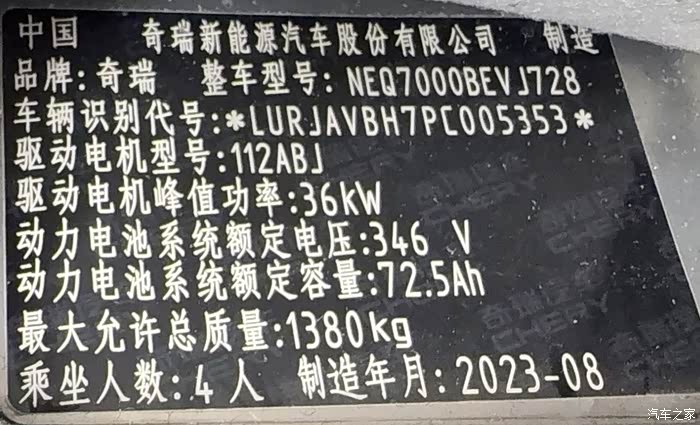 中国 奇瑞新能源汽车股份有限公司 制造
品牌:奇瑞 整车型号:NEQ7000BEVJ728
车辆识别代号:*LURJAVBH7PC005353*
驱动电机型号:112ABJ
驱动电机峰值功率:36kW
动力电池系统额定电压:346 V
动力电池系统额定容量:72.5Ah
最大允许总质量:1380kg
乘坐人数:4人 制造年月:2023-08
汽车之家